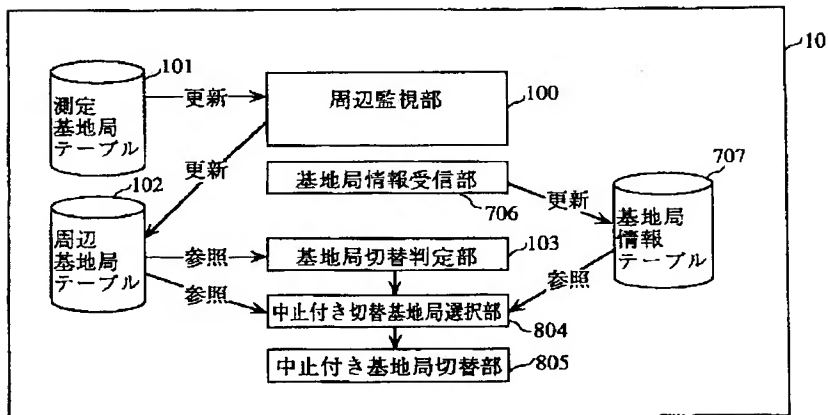 10
101
測定
基地局
テーブル
更新
周辺監視部
100
更新
102
周辺
基地局
テーブル
基地局情報受信部
706
更新
707
基地局
情報
テーブル
参照
基地局切替判定部
103
参照
参照
中止付き切替基地局選択部
804
中止付き基地局切替部
805